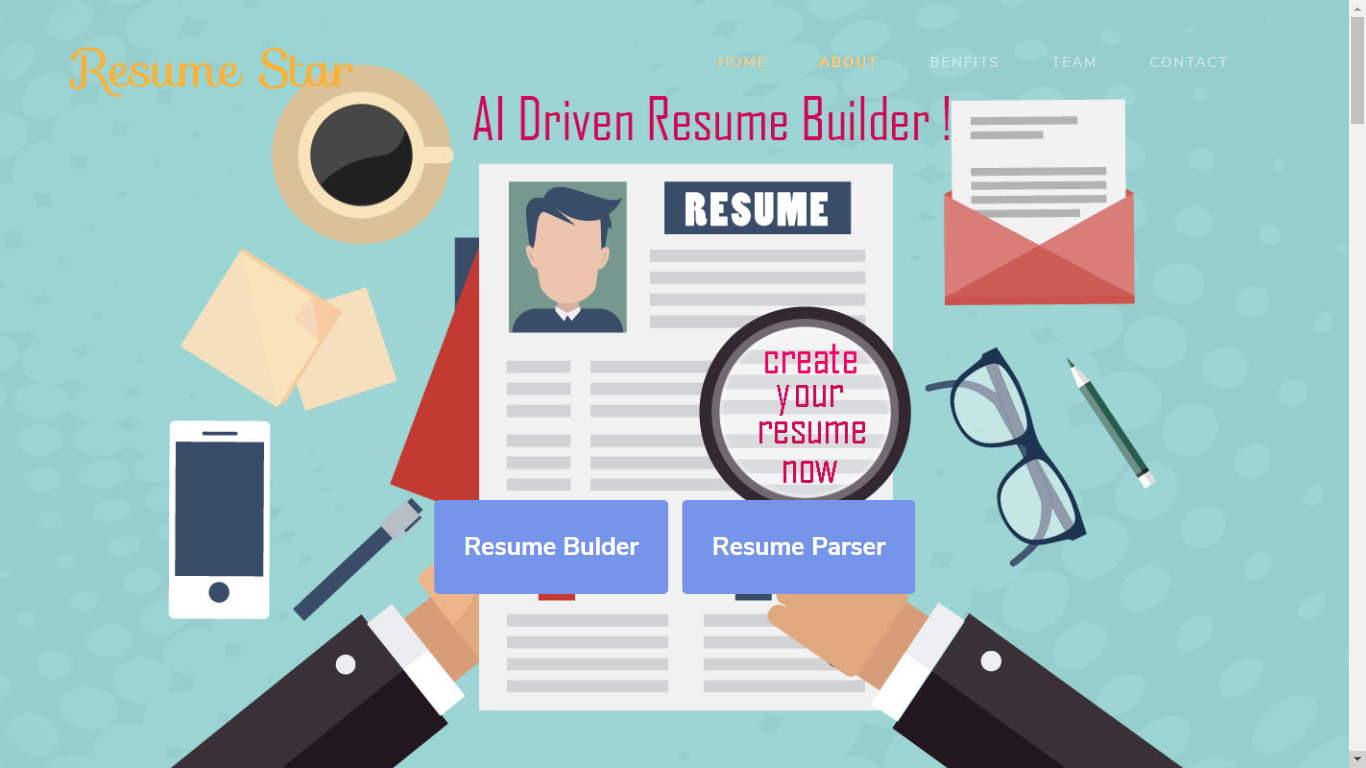 Resume Star
HOME ABOUT BENFITS TEAM CONTACT
AI Driven Resume Builder !
RESUME
create
your
resume
now
Resume Bulder
Resume Parser